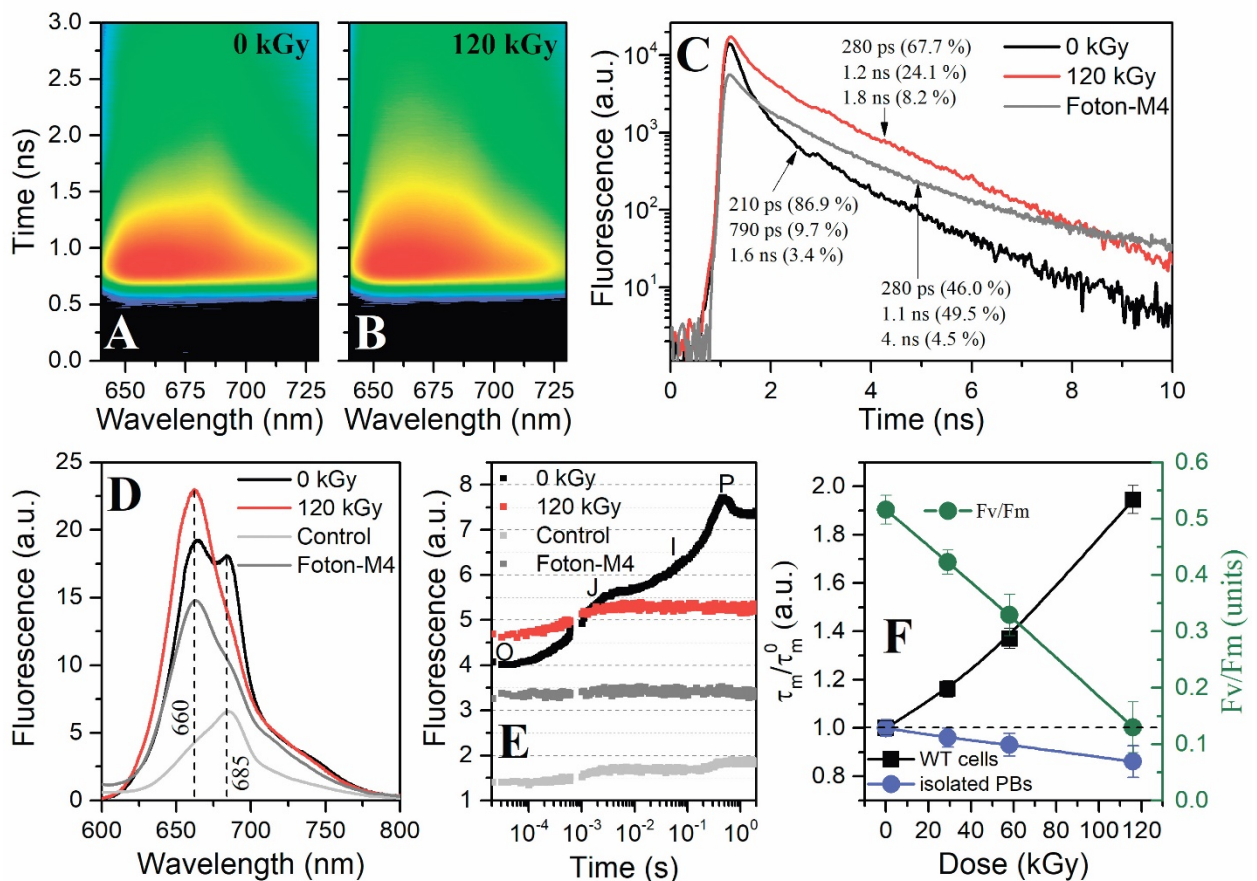 3.0
2.5
2.0
1.5
1.0
0.5
0.0
Time (ns)
0 kGy
A
650 675 700 725
Wavelength (nm)
120 kGy
B
650 675 700 725
Wavelength (nm)
10⁴
10³
10²
10¹
Fluorescence (a.u.)
C
280 ps (67.7 %)
1.2 ns (24.1 %)
1.8 ns (8.2 %)
0 kGy
120 kGy
Foton-M4
210 ps (86.9 %)
790 ps (9.7 %)
1.6 ns (3.4 %)
280 ps (46.0 %)
1.1 ns (49.5 %)
4. ns (4.5 %)
0 2 4 6 8 10
Time (ns)
25
20
15
10
5
0
Fluorescence (a.u.)
D
0 kGy
120 kGy
Control
Foton-M4
660
685
600 650 700 750 800
Wavelength (nm)
9
8
7
6
5
4
3
2
1
Fluorescence (a.u.)
0 kGy
120 kGy
Control
Foton-M4
O
J
I
P
E
10⁻⁴ 10⁻³ 10⁻² 10⁻¹ 10⁰
Time (s)
2.0
1.8
1.6
1.4
1.2
1.0
0.8
τm/τm⁰ (a.u.)
Fv/Fm
F
WT cells
isolated PBs
0 20 40 60 80 100 120
Dose (kGy)
0.6
0.5
0.4
0.3
0.2
0.1
0.0
Fv/Fm (units)